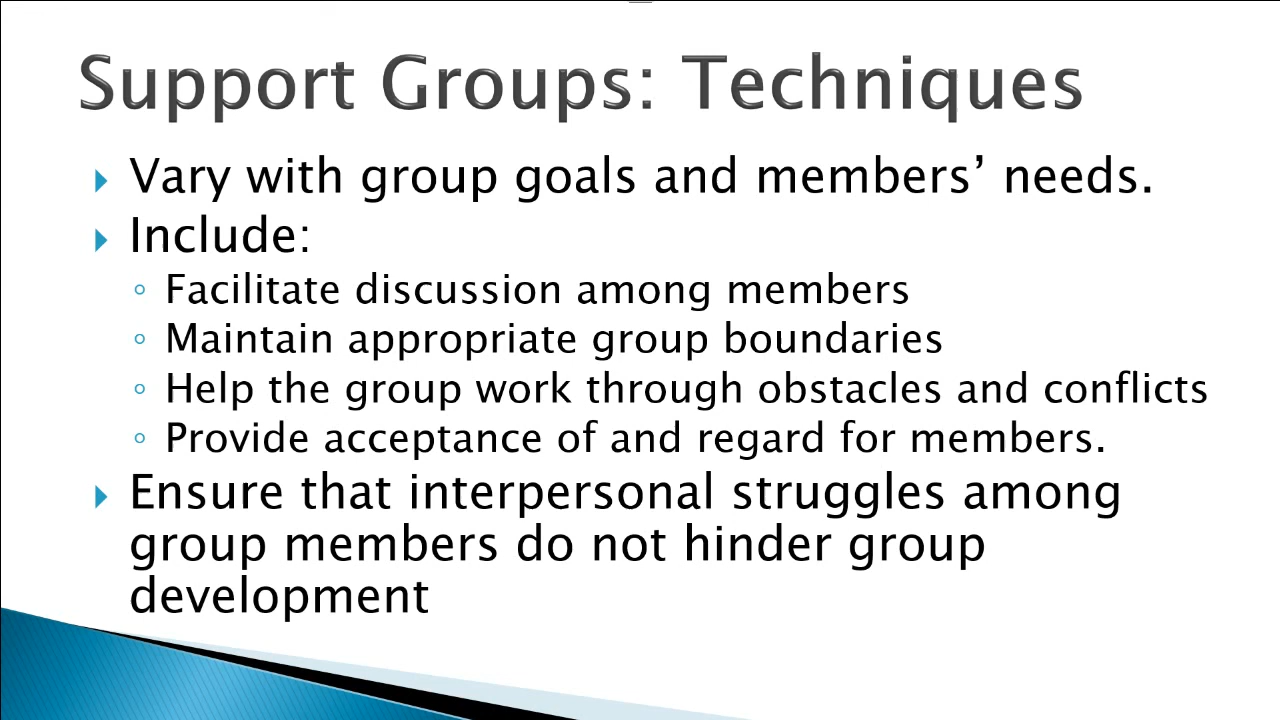 Support Groups: Techniques
Vary with group goals and members’ needs.
Include:
Facilitate discussion among members
Maintain appropriate group boundaries
Help the group work through obstacles and conflicts
Provide acceptance of and regard for members.
Ensure that interpersonal struggles among
group members do not hinder group
development